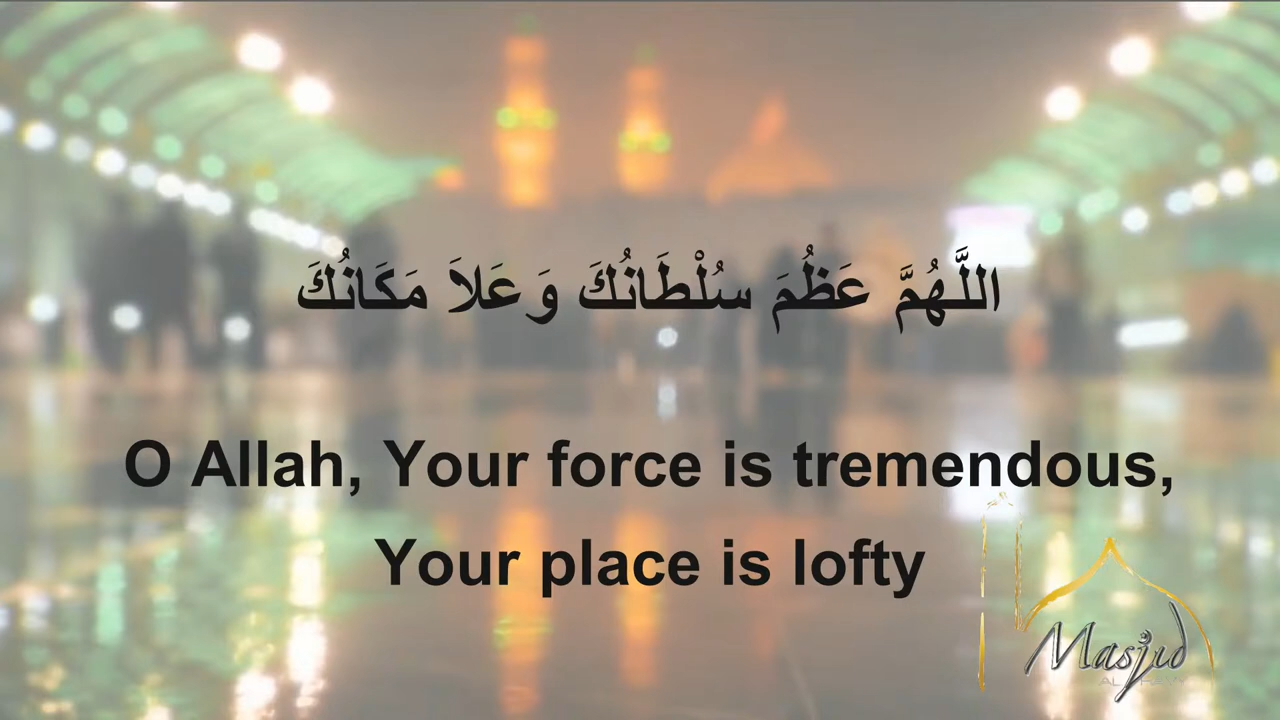 اللَّهُمَّ عَظُمَ سُلْطَانُكَ وَعَلاَ مَكَانُكَ
O Allah, Your force is tremendous,
Your place is lofty
Masjid